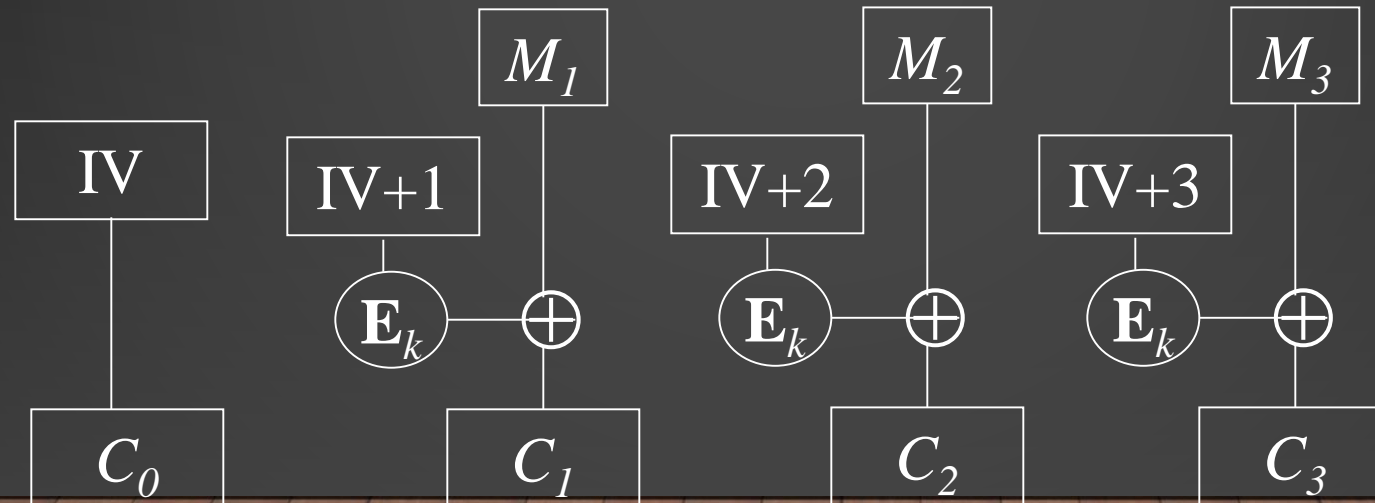 M₁ M₂ M₃
IV IV+1 IV+2 IV+3
Eₖ ⊕ Eₖ ⊕ Eₖ ⊕
C₀ C₁ C₂ C₃